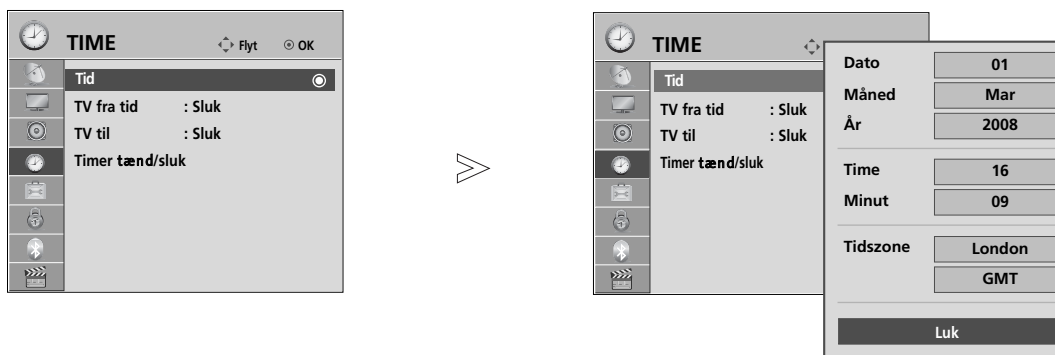 TIME Flyt OK
Tid
TV fra tid : Sluk
TV til : Sluk
Timer tænd/sluk
TIME
Tid
TV fra tid : Sluk
TV til : Sluk
Timer tænd/sluk
Dato 01
Måned Mar
År 2008
Time 16
Minut 09
Tidszone London
GMT
Luk